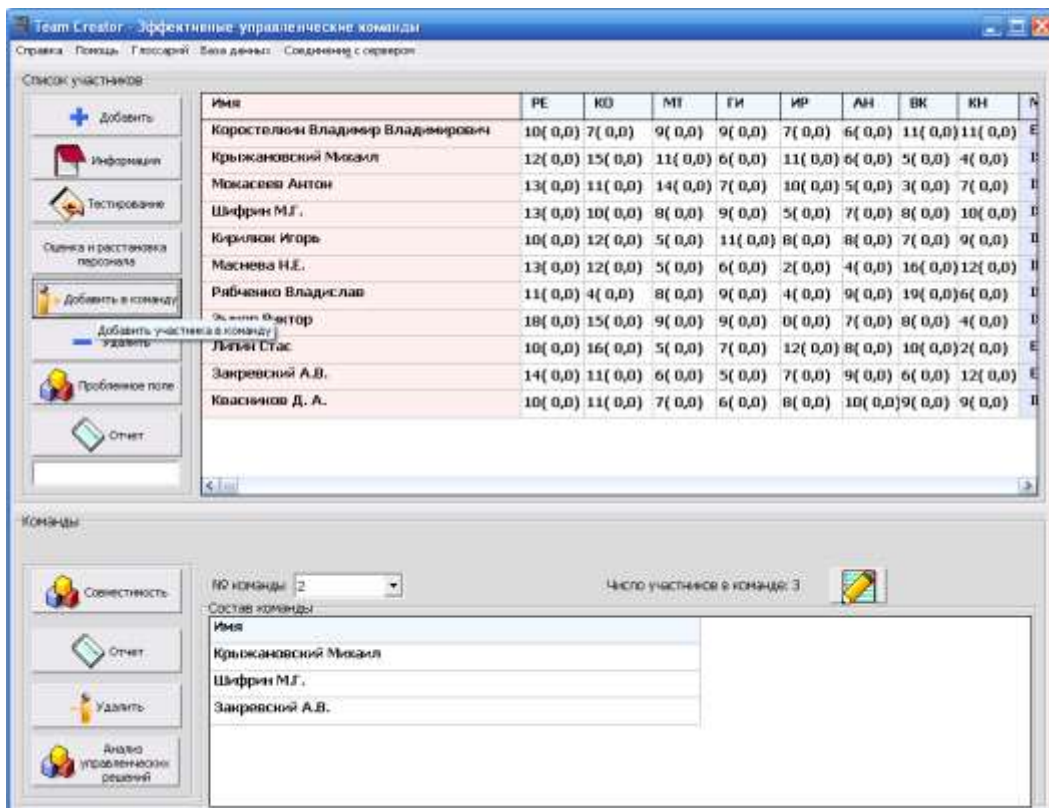 Team Creator - Эффективные управленческие команды
Справка Помощь Глоссарий База данных Соединение с сервером
Список участников
Добавить
Информация
Тестирование
Оценка и расстановка
персонала
Добавить в команду
Добавить участника в команду
Удалить
Проблемное поле
Отчет
Имя РЕ КО МТ ГИ ИР АН ВК КН
Коростелкин Владимир Владимирович 10( 0,0) 7( 0,0) 9( 0,0) 9( 0,0) 7( 0,0) 6( 0,0) 11( 0,0) 11( 0,0)
Крыжановский Михаил 12( 0,0) 15( 0,0) 11( 0,0) 6( 0,0) 11( 0,0) 6( 0,0) 5( 0,0) 4( 0,0)
Мокасеев Антон 13( 0,0) 11( 0,0) 14( 0,0) 7( 0,0) 10( 0,0) 5( 0,0) 3( 0,0) 7( 0,0)
Шифрин М.Г. 13( 0,0) 10( 0,0) 8( 0,0) 9( 0,0) 5( 0,0) 7( 0,0) 8( 0,0) 10( 0,0)
Кирилюк Игорь 10( 0,0) 12( 0,0) 5( 0,0) 11( 0,0) 8( 0,0) 8( 0,0) 7( 0,0) 9( 0,0)
Маснева Н.Е. 13( 0,0) 12( 0,0) 5( 0,0) 6( 0,0) 2( 0,0) 4( 0,0) 16( 0,0) 12( 0,0)
Рябченко Владислав 11( 0,0) 4( 0,0) 8( 0,0) 9( 0,0) 4( 0,0) 9( 0,0) 19( 0,0) 6( 0,0)
18( 0,0) 15( 0,0) 9( 0,0) 9( 0,0) 0( 0,0) 7( 0,0) 8( 0,0) 4( 0,0)
Липин Стас 10( 0,0) 16( 0,0) 5( 0,0) 7( 0,0) 12( 0,0) 8( 0,0) 10( 0,0) 2( 0,0)
Закревский А.В. 14( 0,0) 11( 0,0) 6( 0,0) 5( 0,0) 7( 0,0) 9( 0,0) 6( 0,0) 12( 0,0)
Квасников Д. А. 10( 0,0) 11( 0,0) 7( 0,0) 6( 0,0) 8( 0,0) 10( 0,0) 9( 0,0) 9( 0,0)
Команды
Совместимость
Отчет
Удалить
Анализ
управленческих
решений
№ команды 2
Число участников в команде: 3
Состав команды
Имя
Крыжановский Михаил
Шифрин М.Г.
Закревский А.В.